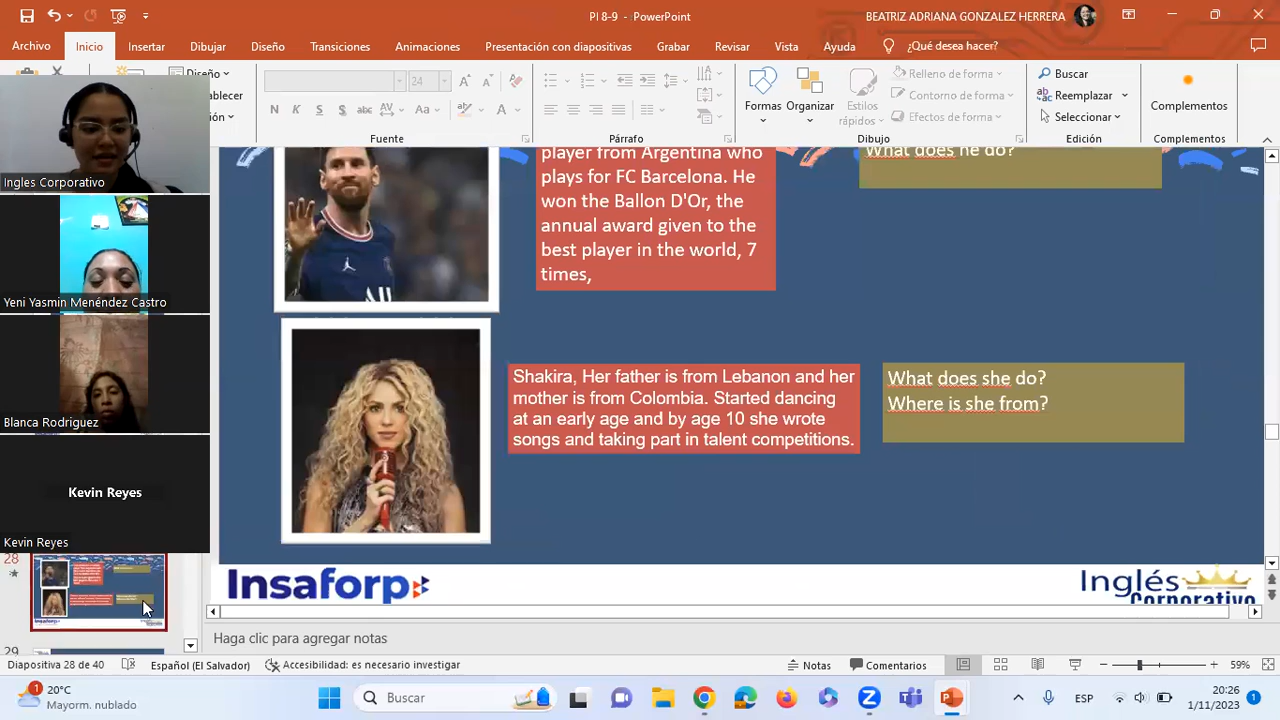 PI 8-9 - PowerPoint
BEATRIZ ADRIANA GONZALEZ HERRERA
Archivo
Inicio
Insertar
Dibujar
Diseño
Transiciones
Animaciones
Presentación con diapositivas
Grabar
Revisar
Vista
Ayuda
¿Qué desea hacer?
Diseño
24
Formas
Organizar
Estilos
rápidos
Relleno de forma
Contorno de forma
Efectos de forma
Buscar
Reemplazar
Seleccionar
Complementos
Fuente
Párrafo
Dibujo
Edición
Complementos
Ingles Corporativo
Yeni Yasmin Menéndez Castro
Blanca Rodriguez
Kevin Reyes
Kevin Reyes
player from Argentina who
plays for FC Barcelona. He
won the Ballon D'Or, the
annual award given to the
best player in the world, 7
times,
What does he do?
Shakira, Her father is from Lebanon and her
mother is from Colombia. Started dancing
at an early age and by age 10 she wrote
songs and taking part in talent competitions.
What does she do?
Where is she from?
Insaforp
Inglés
Corporativo
28
29
Haga clic para agregar notas
Diapositiva 28 de 40
Español (El Salvador)
Accesibilidad: es necesario investigar
Notas
Comentarios
59%
1
20°C
Mayorm. nublado
Buscar
ESP
20:26
1/11/2023